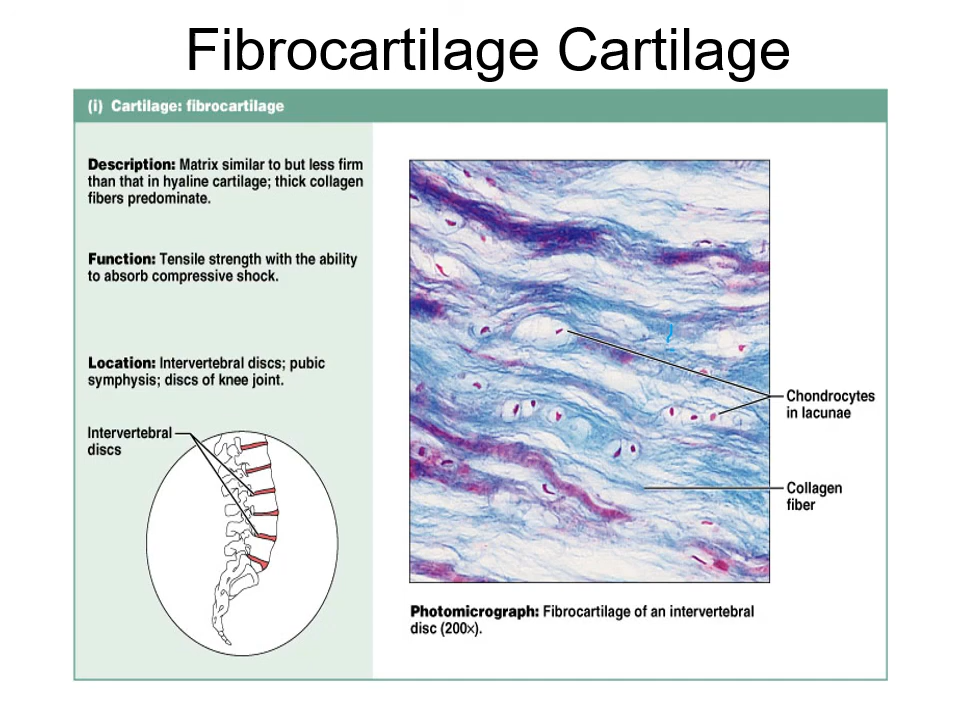 Fibrocartilage Cartilage
(i) Cartilage: fibrocartilage
Description: Matrix similar to but less firm
than that in hyaline cartilage; thick collagen
fibers predominate.
Function: Tensile strength with the ability
to absorb compressive shock.
Location: Intervertebral discs; pubic
symphysis; discs of knee joint.
Intervertebral
discs
Chondrocytes
in lacunae
Collagen
fiber
Photomicrograph: Fibrocartilage of an intervertebral
disc (200×).